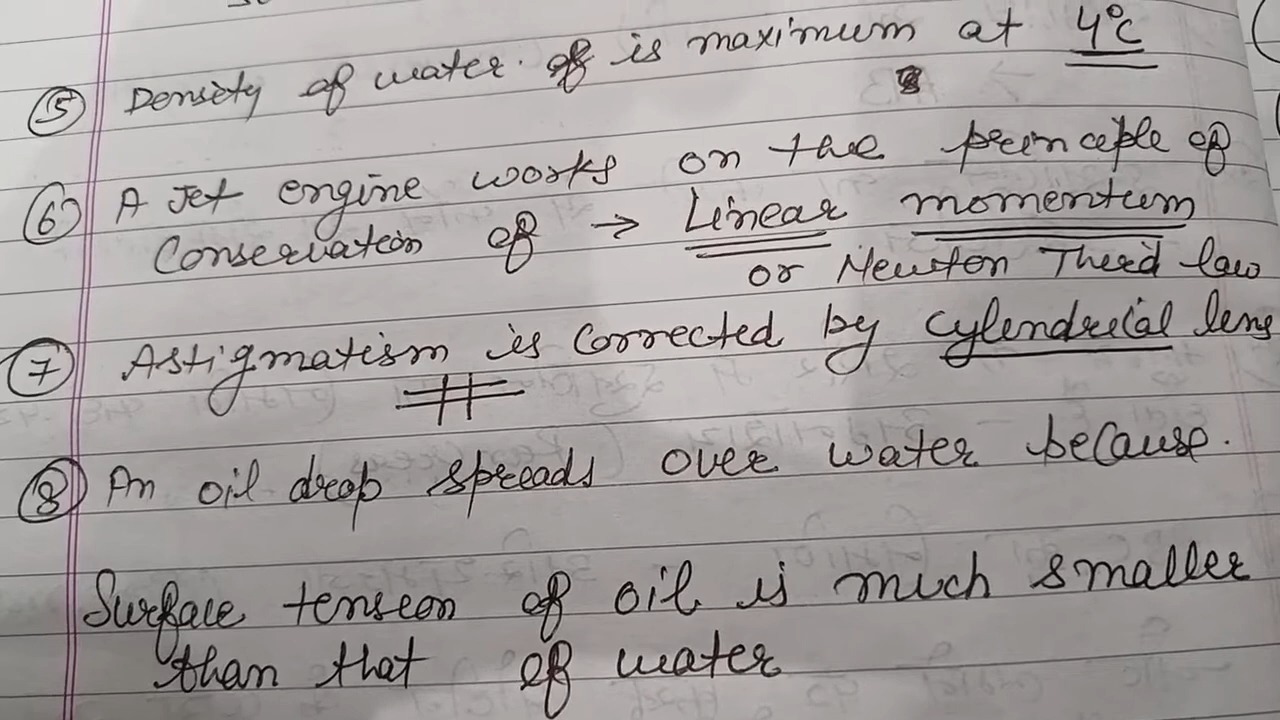 ⑤ Density of water. of is maximum at 4°C
⑥ A Jet engine works on the principle of
Conservation of → Linear momentum
or Newton Third law
⑦ Astigmatism is corrected by cylendrical lens
⑧ An oil drop spreads over water because.
Surface tension of oil is much smaller
than that of water